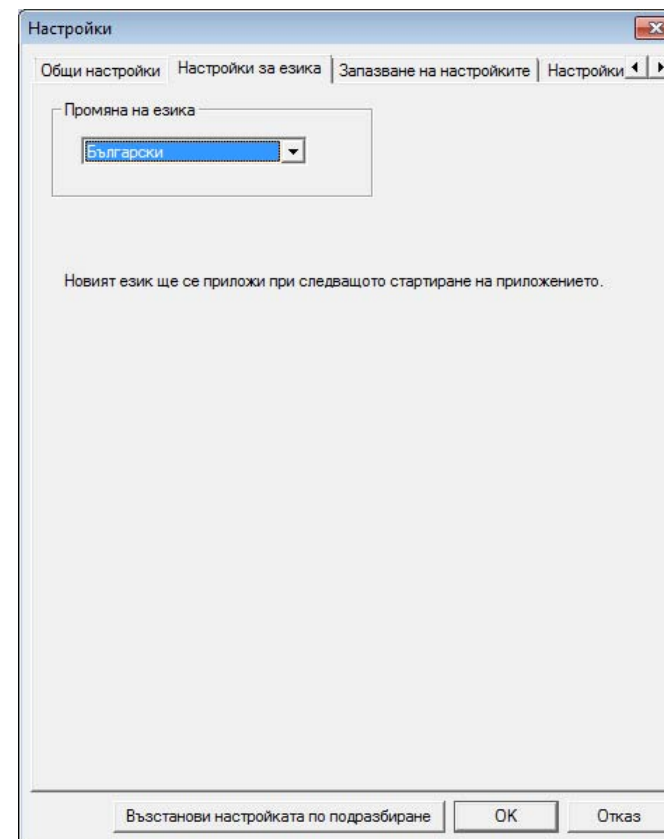 Настройки
Общи настройки Настройки за езика Запазване на настройките Настройки
Промяна на езика
Български
Новият език ще се приложи при следващото стартиране на приложението.
Възстанови настройката по подразбиране OK Отказ